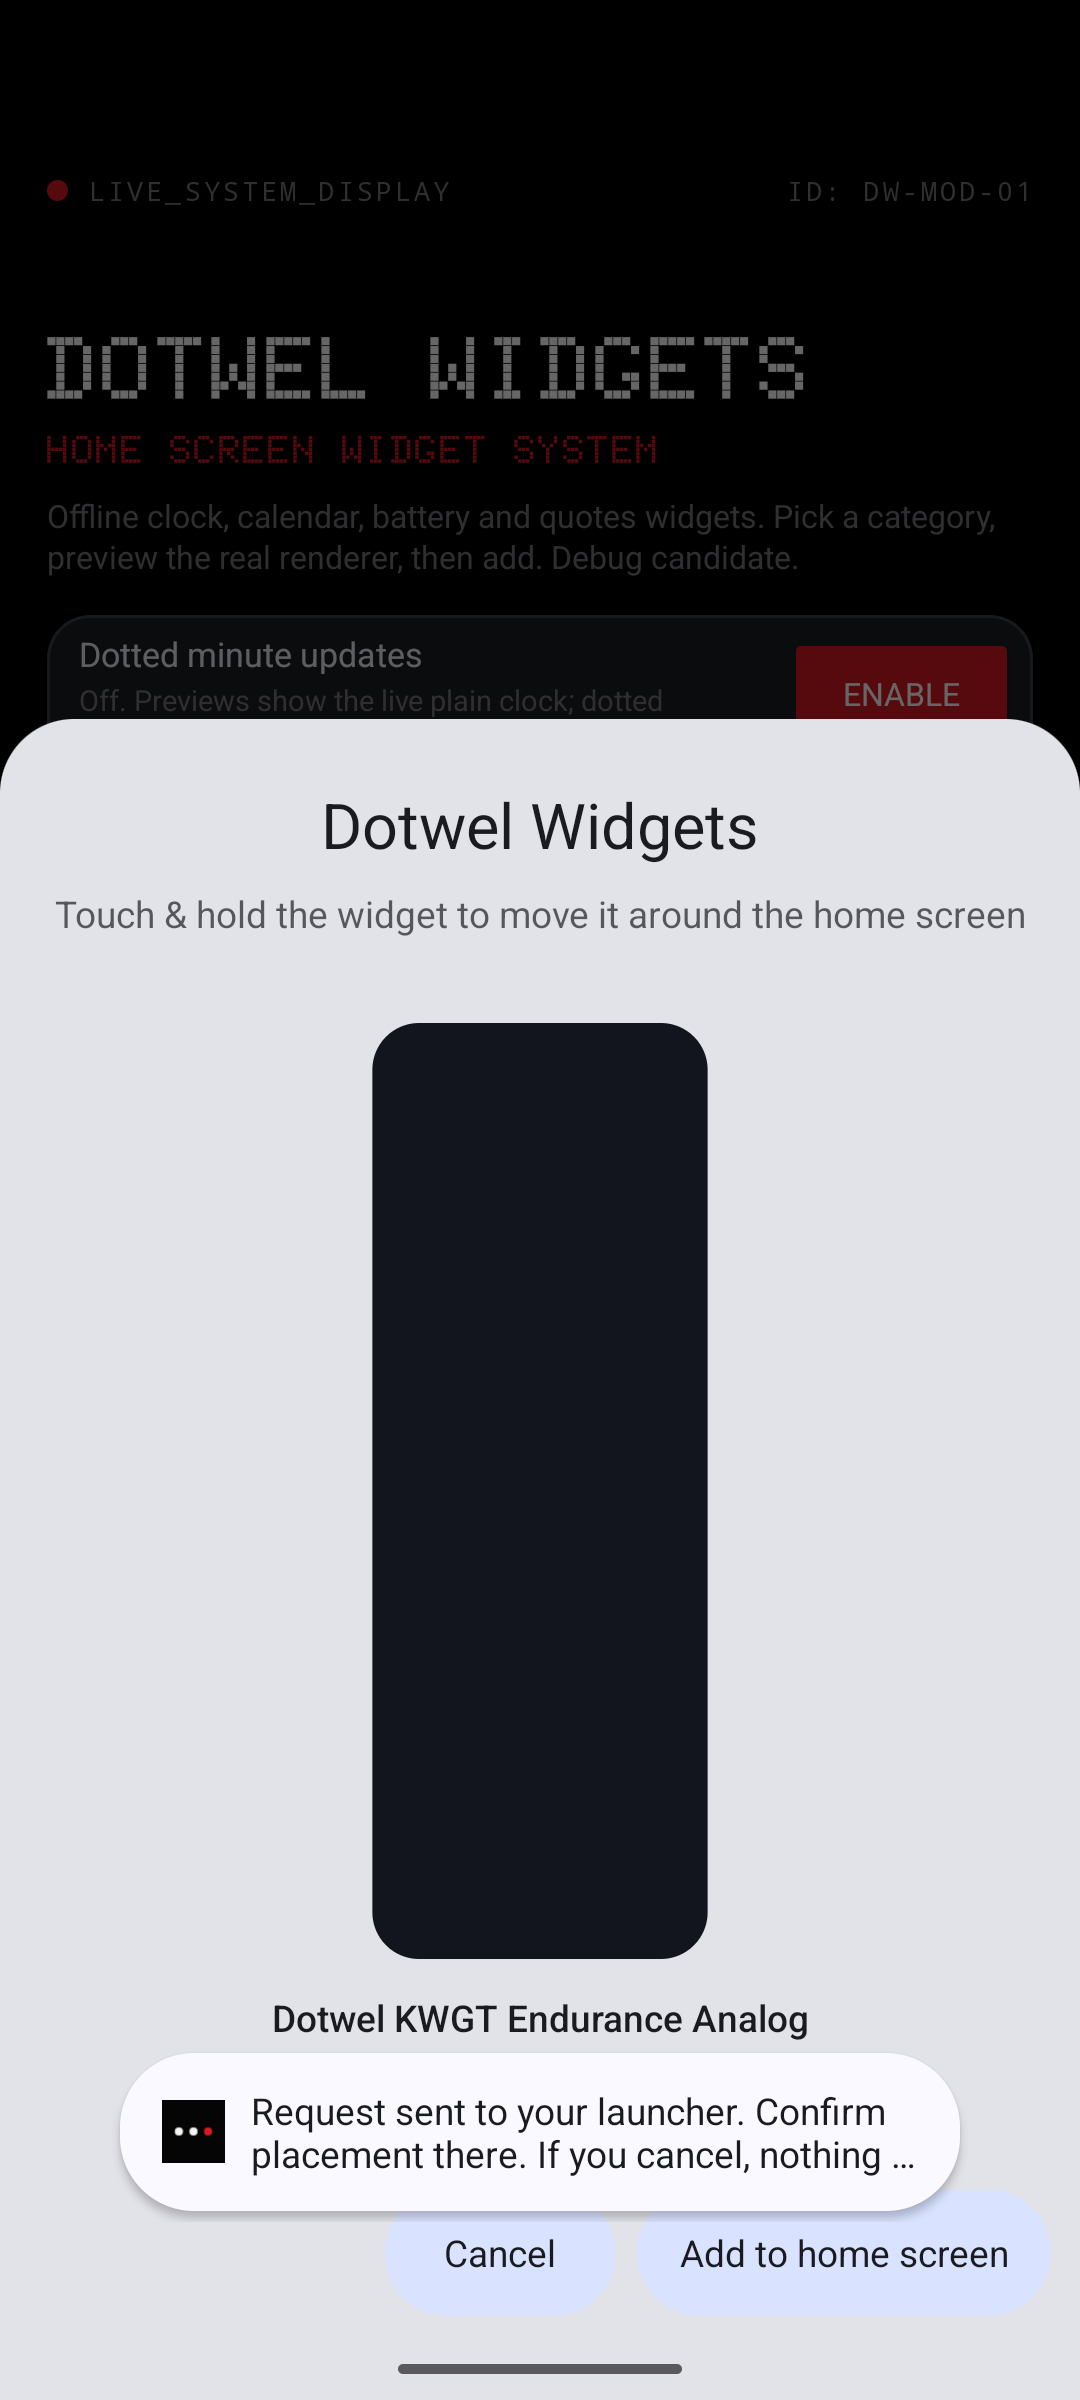 LIVE_SYSTEM_DISPLAY
ID: DW-MOD-01
DOTWEL WIDGETS
HOME SCREEN WIDGET SYSTEM
Offline clock, calendar, battery and quotes widgets. Pick a category,
preview the real renderer, then add. Debug candidate.
Dotted minute updates
Off. Previews show the live plain clock; dotted
ENABLE
Dotwel Widgets
Touch & hold the widget to move it around the home screen
Dotwel KWGT Endurance Analog
Request sent to your launcher. Confirm
placement there. If you cancel, nothing ...
Cancel
Add to home screen